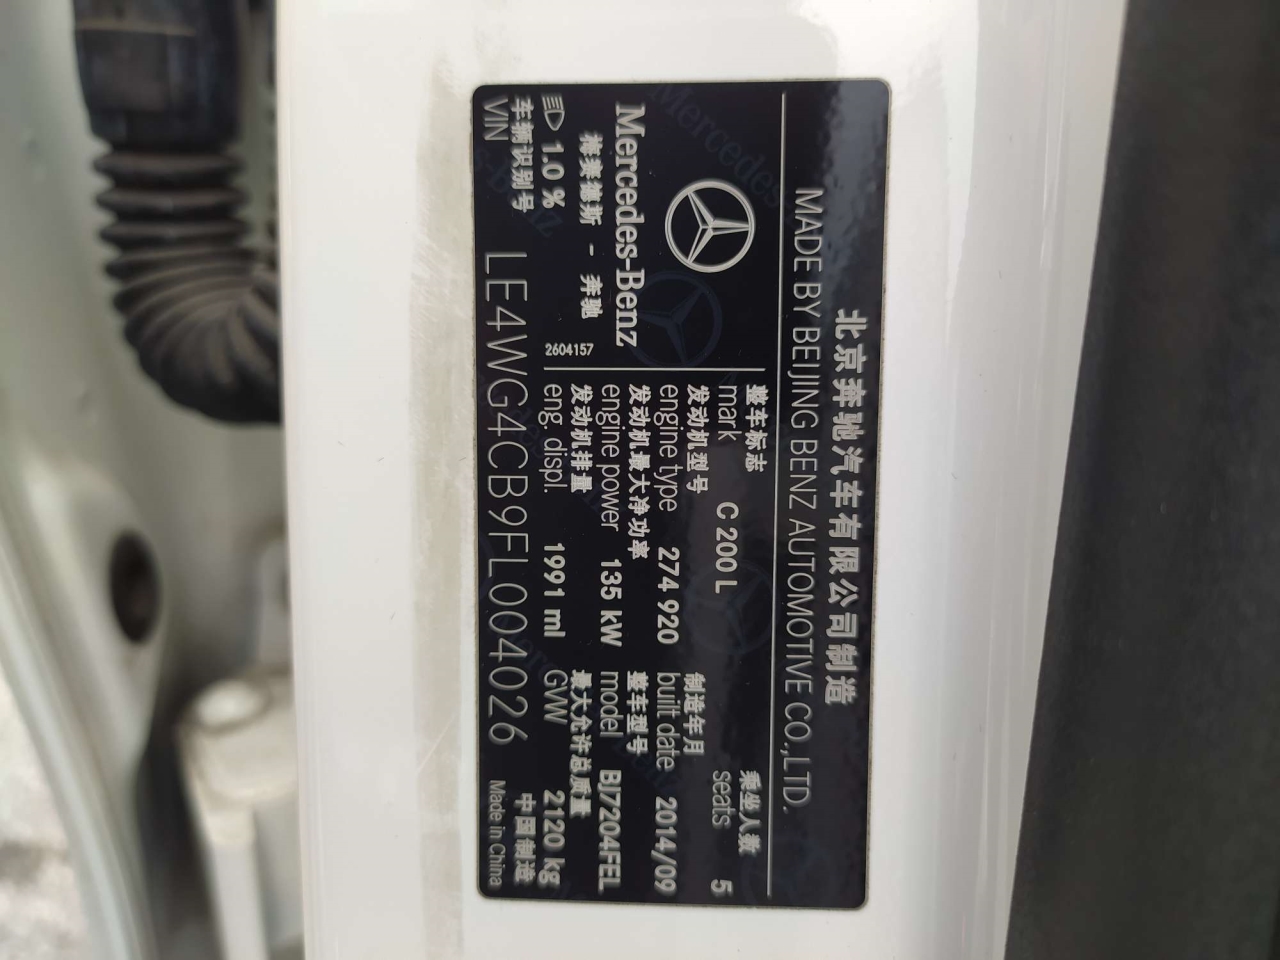 北京奔驰汽车有限公司制造
MADE BY BEIJING BENZ AUTOMOTIVE CO.,LTD.
Mercedes-Benz
梅赛德斯 - 奔驰
1.0 %
2604157
整车标志
mark C 200 L
乘坐人数
seats 5
发动机型号
engine type 274 920
制造年月
built date 2014/09
发动机最大净功率
engine power 135 kW
整车型号
model BJ7204FEL
发动机排量
eng. displ. 1991 ml
最大允许总质量
GVW 2120 kg
车辆识别号
VIN LE4WG4CB9FL004026
中国制造
Made in China